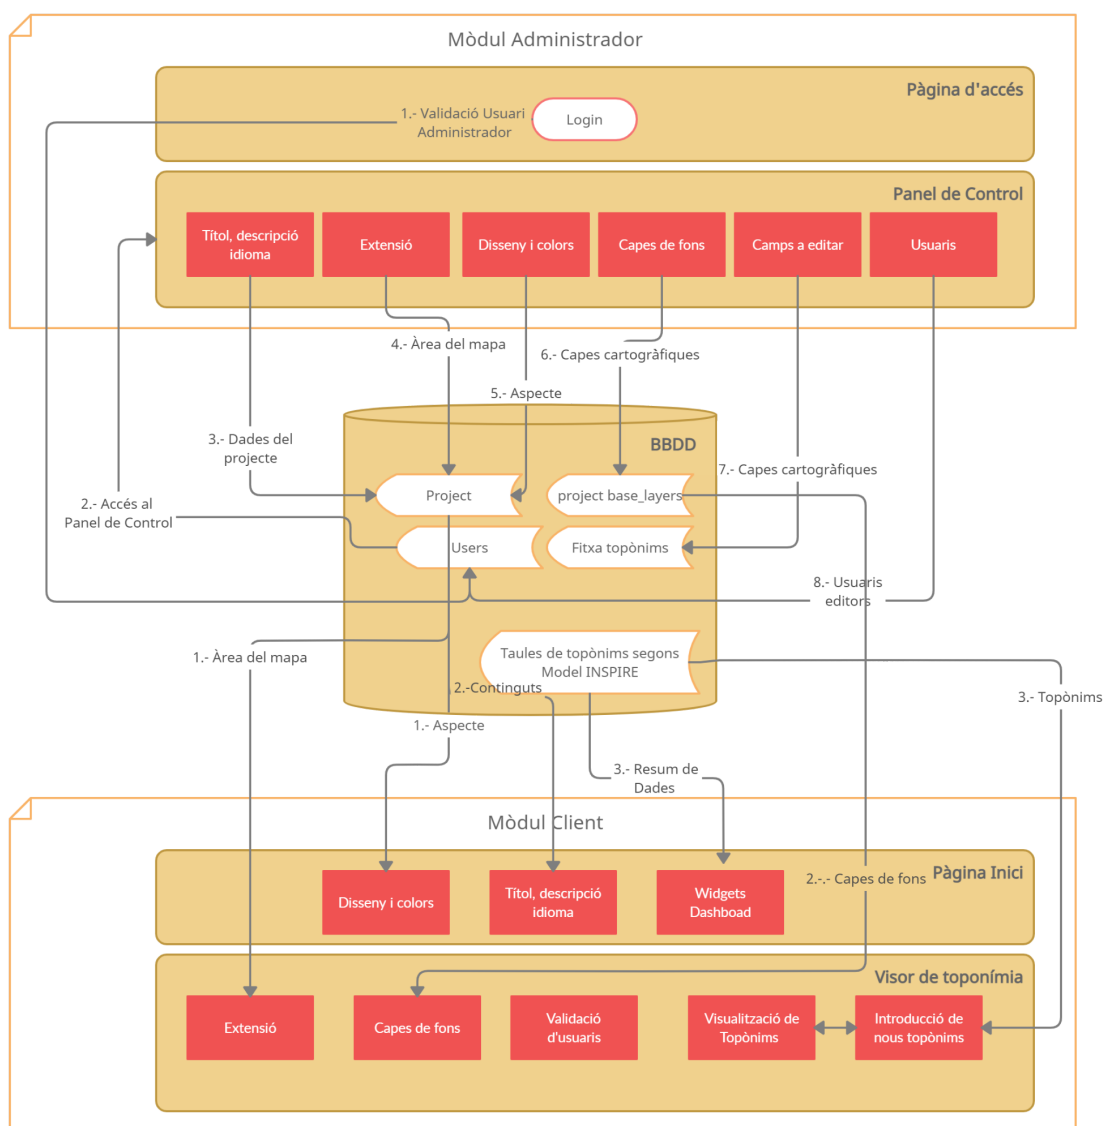 Mòdul Administrador
Pàgina d'accés
1.- Validació Usuari
Administrador
Login
Panel de Control
Títol, descripció
idioma
Extensió
Disseny i colors
Capes de fons
Camps a editar
Usuaris
4.- Àrea del mapa
6.- Capes cartogràfiques
5.- Aspecte
3.- Dades del
projecte
BBDD
7.- Capes cartogràfiques
2.- Accés al
Panel de Control
Project
project base_layers
Users
Fitxa topònims
8.- Usuaris
editors
1.- Àrea del mapa
Taules de topònims segons
Model INSPIRE
2.-Continguts
3.- Topònims
1.- Aspecte
3.- Resum de
Dades
Mòdul Client
Pàgina Inici
2.-.- Capes de fons
Disseny i colors
Títol, descripció
idioma
Widgets
Dashboad
Visor de toponímia
Extensió
Capes de fons
Validació
d'usuaris
Visualització de
Topònims
Introducció de
nous topònims